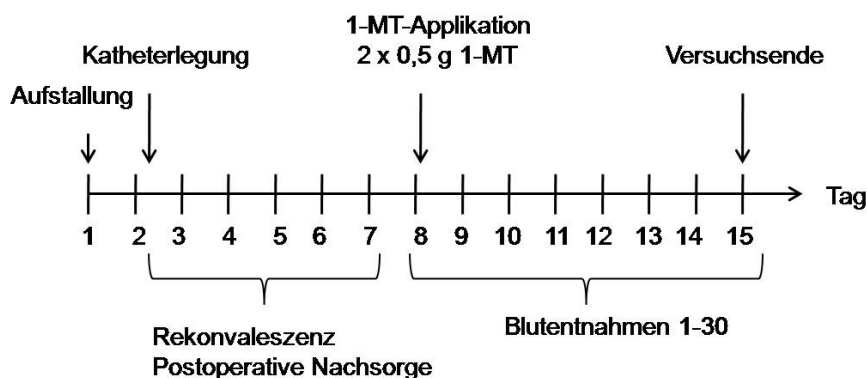 1-MT-Applikation
Katheterlegung 2 x 0,5 g 1-MT Versuchsende
Aufstallung
Tag
1 2 3 4 5 6 7 8 9 10 11 12 13 14 15
Rekonvaleszenz Blutentnahmen 1-30
Postoperative Nachsorge